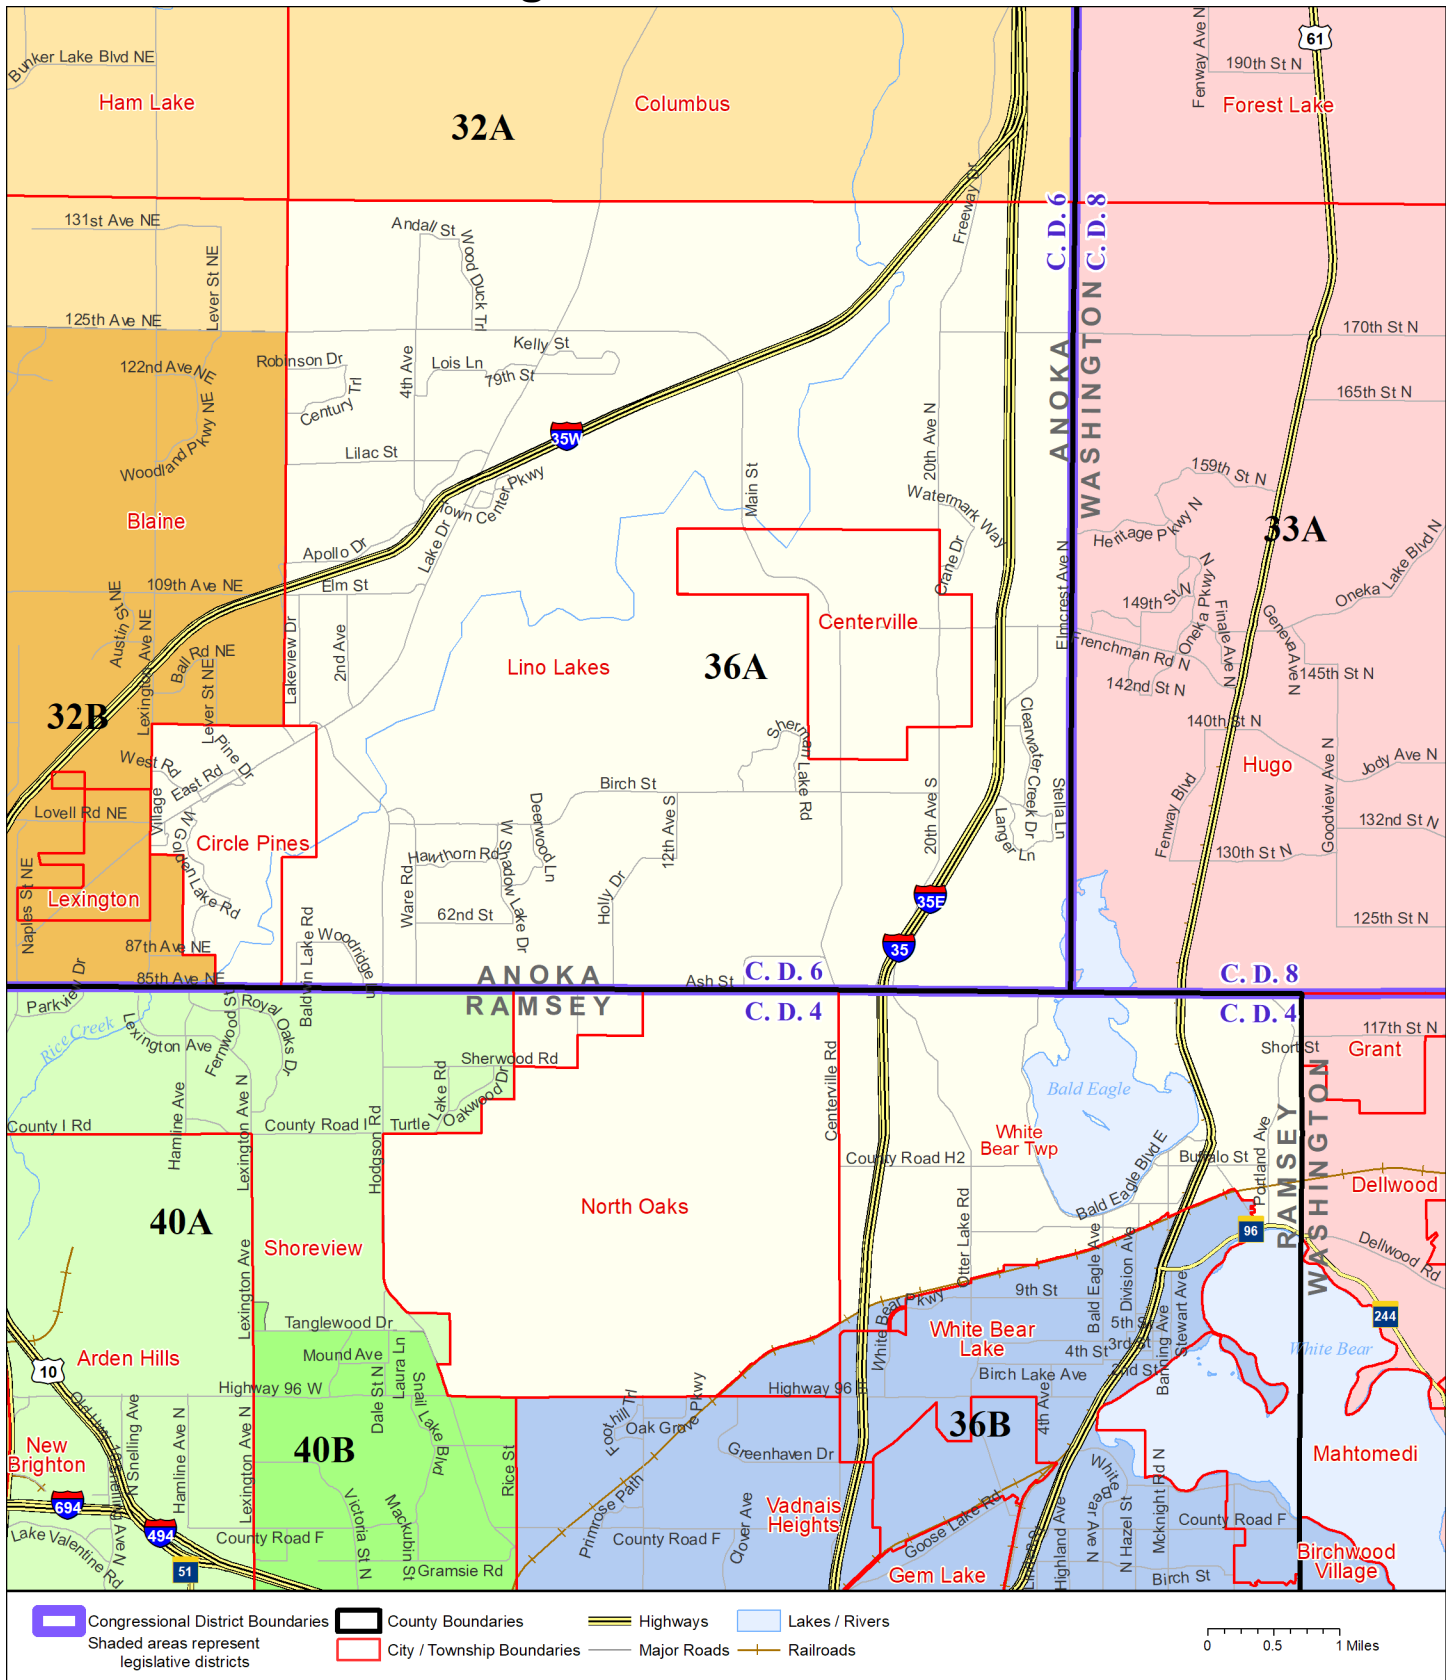 Bunker Lake Blvd NE
Ham Lake
Columbus
32A
Fenway Ave N
61
190th St N
Forest Lake
131st Ave NE
Lever St NE
125th Ave NE
Andall St
Wood Duck Trl
Freeway Dr
C. D. 6
C. D. 8
ANOKA
WASHINGTON
170th St N
165th St N
122nd Ave NE
Woodland Pkwy NE
Robinson Dr
Century Trl
4th Ave
Lois Ln
Kelly St
79th St
35W
Lilac St
Town Center Pkwy
Lake Dr
Main St
20th Ave N
Watermark Way
Crane Dr
159th St N
Heritage Pkwy N
33A
Blaine
Apollo Dr
Elm St
109th Ave NE
Austin St NE
Lexington Ave NE
Ball Rd NE
Lever St NE
Lakeview Dr
2nd Ave
Lino Lakes
36A
Centerville
Elmcrest Ave N
149th St N
Oneka Pkwy N
Finale Ave N
Geneva Ave N
Oneka Lake Blvd N
Frenchman Rd N
142nd St N
145th St N
140th St N
32B
West Rd
East Rd
Pine Dr
Village
W Golden Lake Rd
Circle Pines
Lovell Rd NE
Lexington
Naples St NE
87th Ave NE
85th Ave NE
Birch St
Sherman Lake Rd
Deerwood Ln
W Shadow Lake Dr
Hawthorn Rd
Ware Rd
62nd St
12th Ave S
Holly Dr
20th Ave S
Clearwater Creek Dr
Stella Ln
Langer Ln
35E
35
Hugo
Fenway Blvd
Goodview Ave N
Jody Ave N
132nd St N
130th St N
125th St N
Baldwin Lake Rd
Woodridge Ln
ANOKA
RAMSEY
Ash St
C. D. 6
C. D. 4
C. D. 8
C. D. 4
Parkview Dr
Rice Creek
Lexington Ave
Fernwood St
Royal Oaks Dr
Sherwood Rd
Oakwood Dr
Turtle Lake Rd
County I Rd
County Road I
Hamline Ave
Lexington Ave N
Hodgson Rd
Centerville Rd
County Road H2
White
Bear Twp
Bald Eagle
Bald Eagle Blvd E
Buffalo St
Portland Ave
Short St
117th St N
Grant
RAMSEY
WASHINGTON
Dellwood
Dellwood Rd
96
244
40A
Shoreview
North Oaks
Otter Lake Rd
Lexington Ave
Tanglewood Dr
Mound Ave
Dale St N
Laura Ln
Snail Lake Blvd
Highway 96 W
Arden Hills
10
Old Hwy 10
New
Brighton
N Snelling Ave
Snelling Ave N
Hamline Ave N
Lexington Ave N
694
494
51
Lake Valentine Rd
40B
Victoria St N
Mackubin St
County Road F
Gramsie Rd
Rice St
Foothill Trl
Oak Grove Pkwy
Highway 96 E
Greenhaven Dr
Primrose Path
County Road F
Clover Ave
Vadnais
Heights
White Bear Pkwy
White Bear
Lake
9th St
Bald Eagle Ave
Division Ave
5th St
4th St
3rd St
2nd St
Banning Ave
Stewart Ave
Birch Lake Ave
4th Ave
36B
Goose Lake Rd
Gem Lake
Linden St
Highland Ave
White Bear Ave N
N Hazel St
Mcknight Rd N
County Road F
Birch St
White Bear
Mahtomedi
Birchwood
Village
Congressional District Boundaries
Shaded areas represent
legislative districts
County Boundaries
City / Township Boundaries
Highways
Major Roads
Lakes / Rivers
Railroads
0 0.5 1 Miles